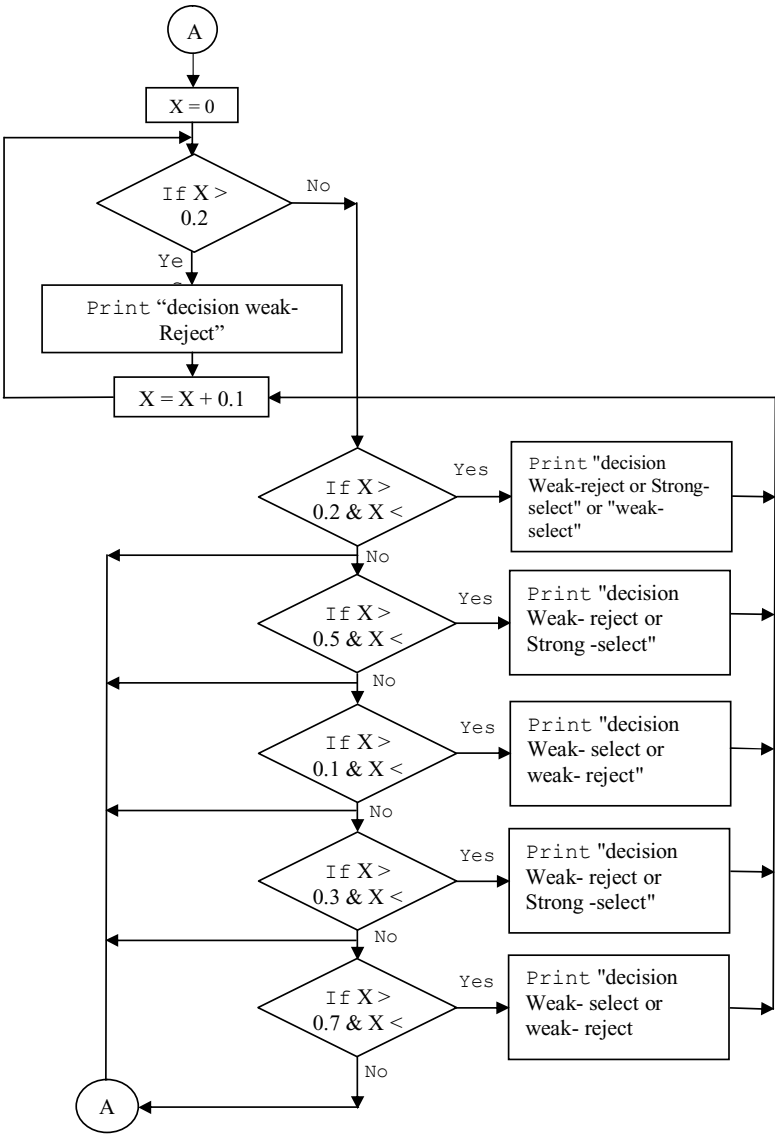 A
X = 0
If X >
0.2
No
Ye
Print “decision weak-
Reject”
X = X + 0.1
If X >
0.2 & X <
Yes
Print "decision
Weak-reject or Strong-
select" or "weak-
select"
No
If X >
0.5 & X <
Yes
Print "decision
Weak- reject or
Strong -select"
No
If X >
0.1 & X <
Yes
Print "decision
Weak- select or
weak- reject"
No
If X >
0.3 & X <
Yes
Print "decision
Weak- reject or
Strong -select"
No
If X >
0.7 & X <
Yes
Print "decision
Weak- select or
weak- reject
No
A